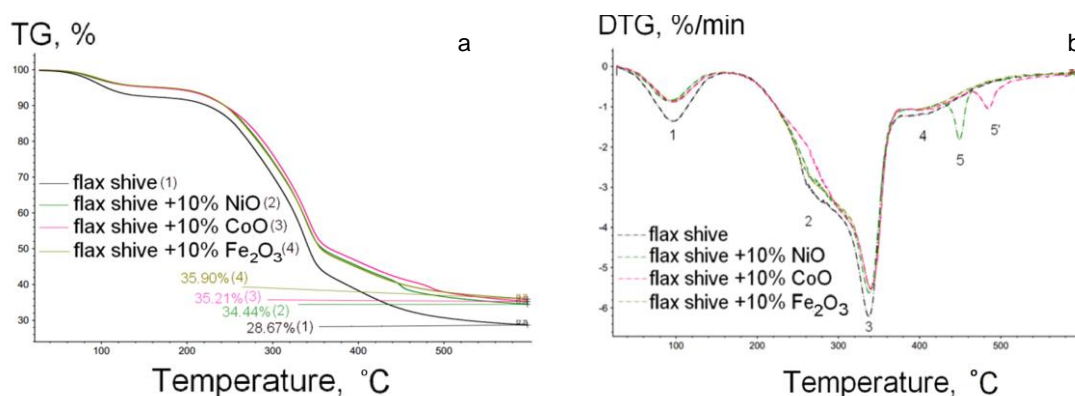 TG, %
a
100
90
80
70
60
50
40
30
flax shive (1)
flax shive +10% NiO (2)
flax shive +10% CoO (3)
flax shive +10% Fe2O3 (4)
35.90% (4)
35.21% (3)
34.44% (2)
28.67% (1)
100 200 300 400 500
Temperature, °C
DTG, %/min
b
0
-1
-2
-3
-4
-5
-6
1
2
3
4
5
5'
flax shive
flax shive +10% NiO
flax shive +10% CoO
flax shive +10% Fe2O3
100 200 300 400 500
Temperature, °C